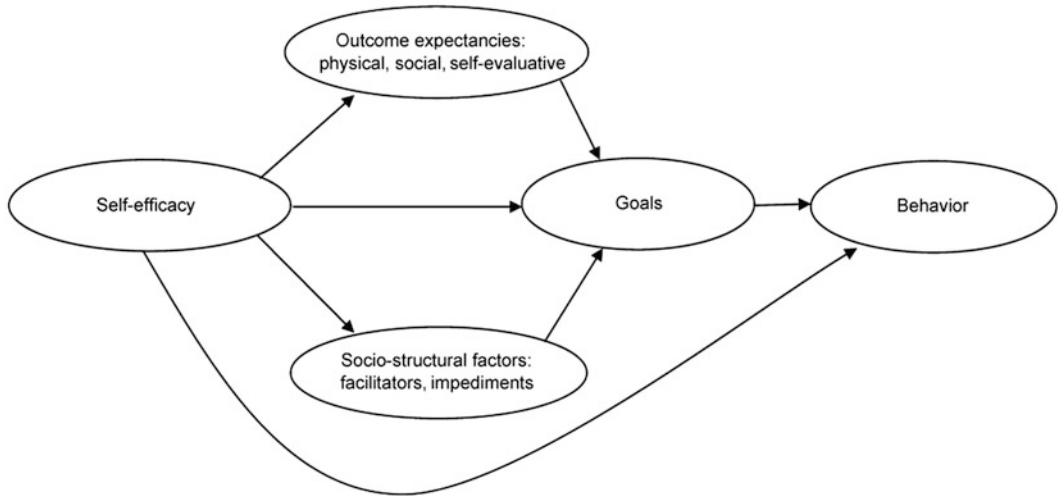 Outcome expectancies:
physical, social, self-evaluative
Self-efficacy
Goals
Behavior
Socio-structural factors:
facilitators, impediments